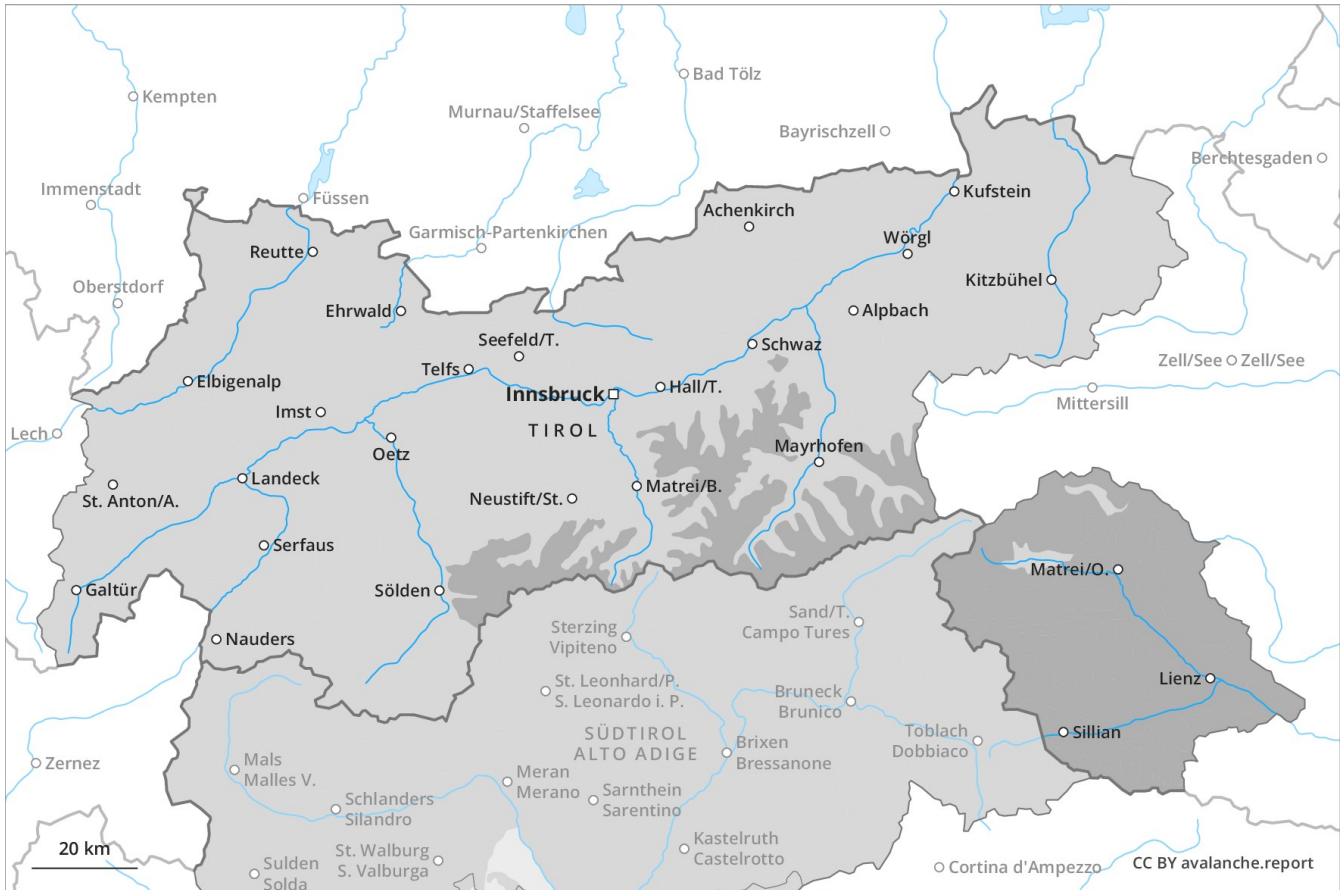 Bad Tölz
Kempten
Murnau/Staffelsee
Bayrischzell
Berchtesgaden
Immenstadt
Füssen
Kufstein
Achenkirch
Garmisch-Partenkirchen
Wörgl
Reutte
Kitzbühel
Oberstdorf
Ehrwald
Alpbach
Seefeld/T.
Schwaz
Zell/See
Zell/See
Telfs
Elbigenalp
Hall/T.
Innsbruck
Mittersill
Imst
Lech
TIROL
Oetz
Mayrhofen
Landeck
Matrei/B.
St. Anton/A.
Neustift/St.
Serfaus
Matrei/O.
Galtür
Sölden
Sand/T.
Campo Tures
Sterzing
Vipiteno
Nauders
Lienz
St. Leonhard/P.
S. Leonardo i. P.
Bruneck
Brunico
SÜDTIROL
ALTO ADIGE
Toblach
Dobbiaco
Sillian
Brixen
Bressanone
Zernez
Mals
Malles V.
Meran
Merano
Sarnthein
Sarentino
Schlanders
Silandro
Kastelruth
Castelrotto
20 km
St. Walburg
S. Valburga
Sulden
Solda
Cortina d'Ampezzo
CC BY avalanche.report